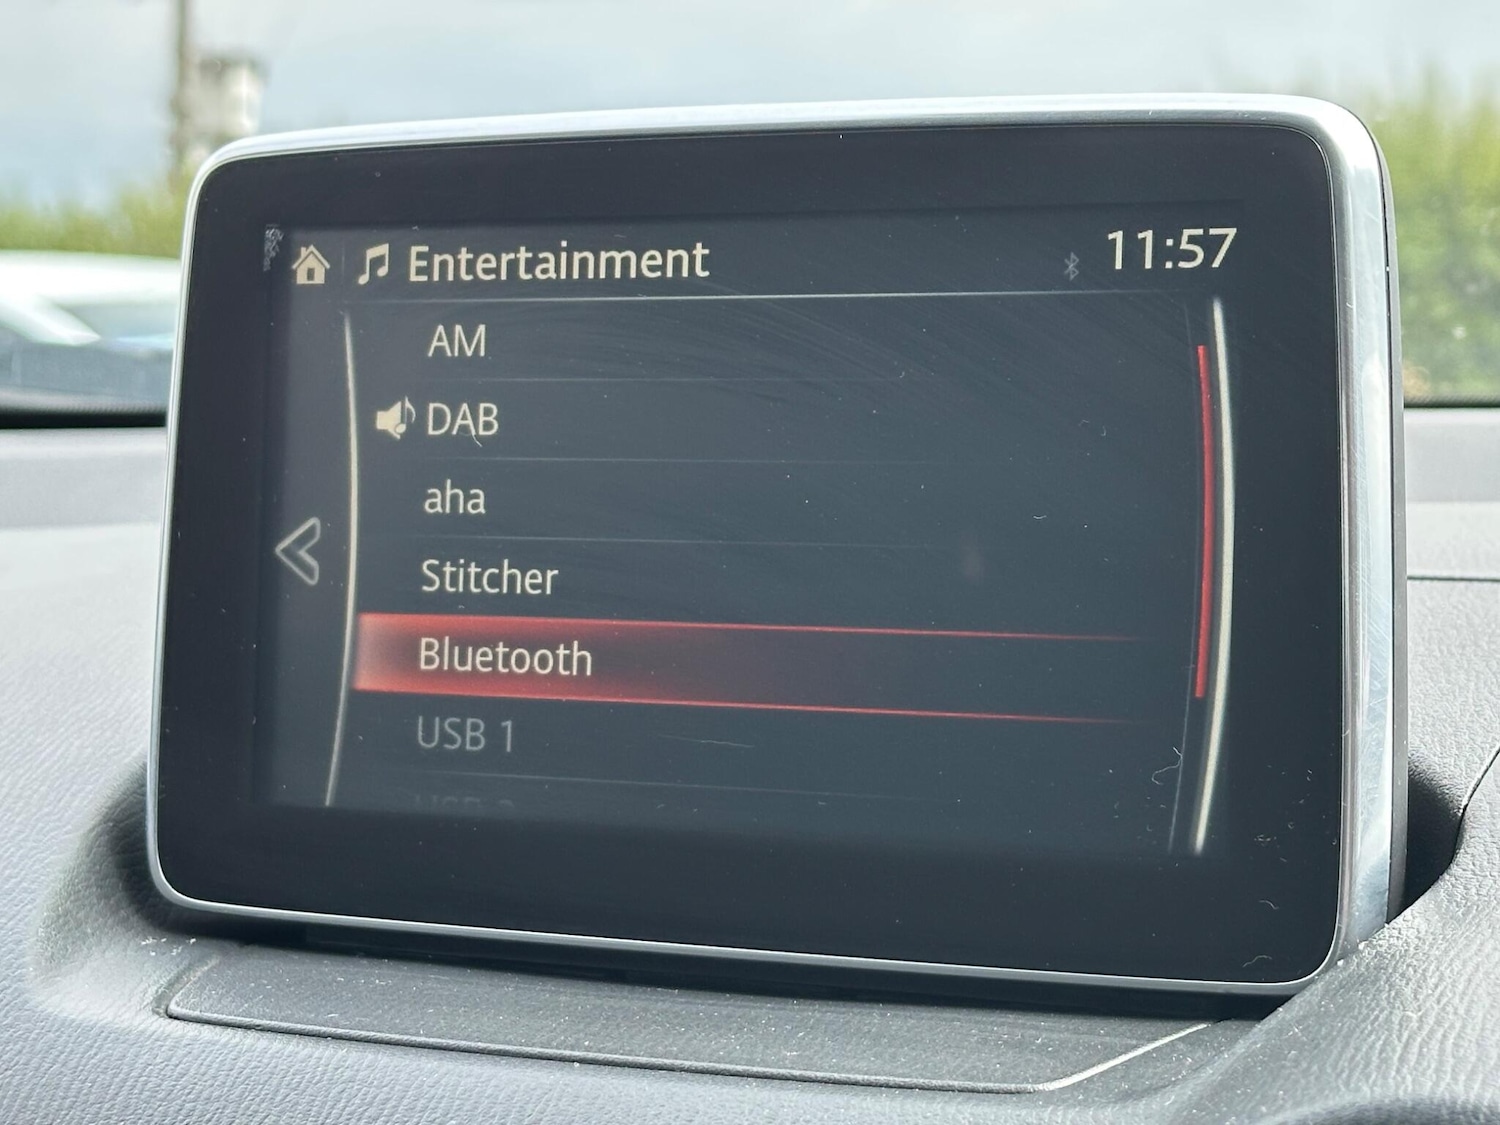 Entertainment
11:57
AM
DAB
aha
Stitcher
Bluetooth
USB 1